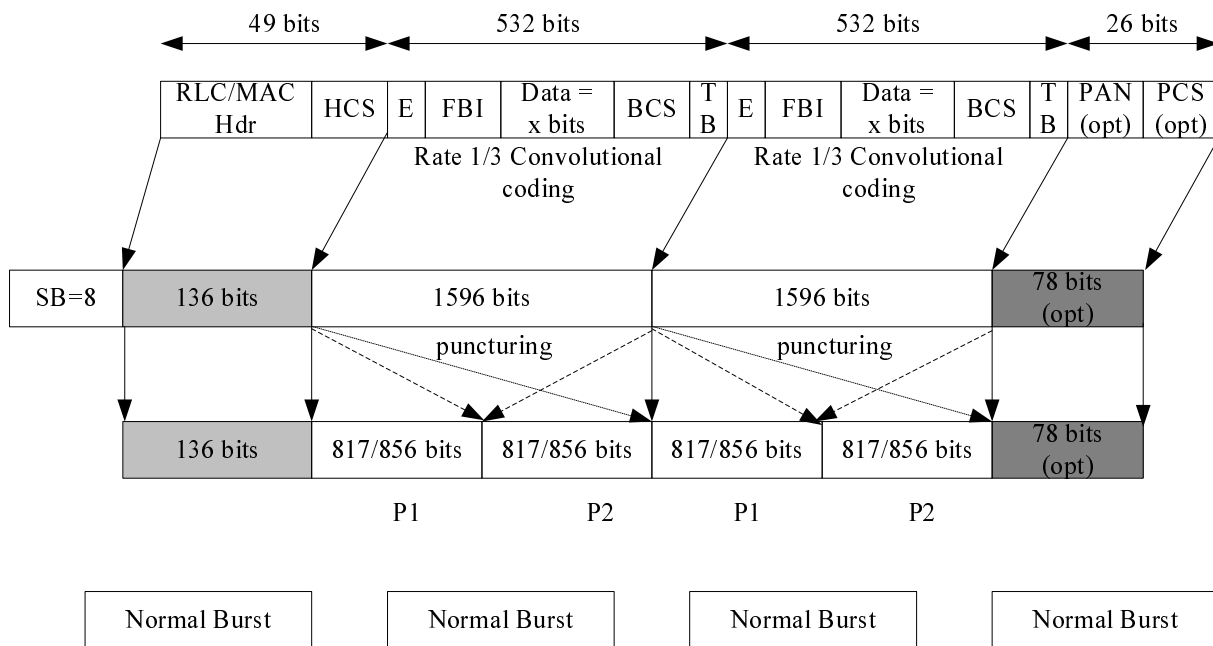 49 bits 532 bits 532 bits 26 bits
RLC/MAC Hdr HCS E FBI Data = x bits BCS T B E FBI Data = x bits BCS T B PAN (opt) PCS (opt)
Rate 1/3 Convolutional coding Rate 1/3 Convolutional coding
SB=8 136 bits 1596 bits 1596 bits 78 bits (opt)
puncturing puncturing
136 bits 817/856 bits 817/856 bits 817/856 bits 817/856 bits 78 bits (opt)
P1 P2 P1 P2
Normal Burst Normal Burst Normal Burst Normal Burst